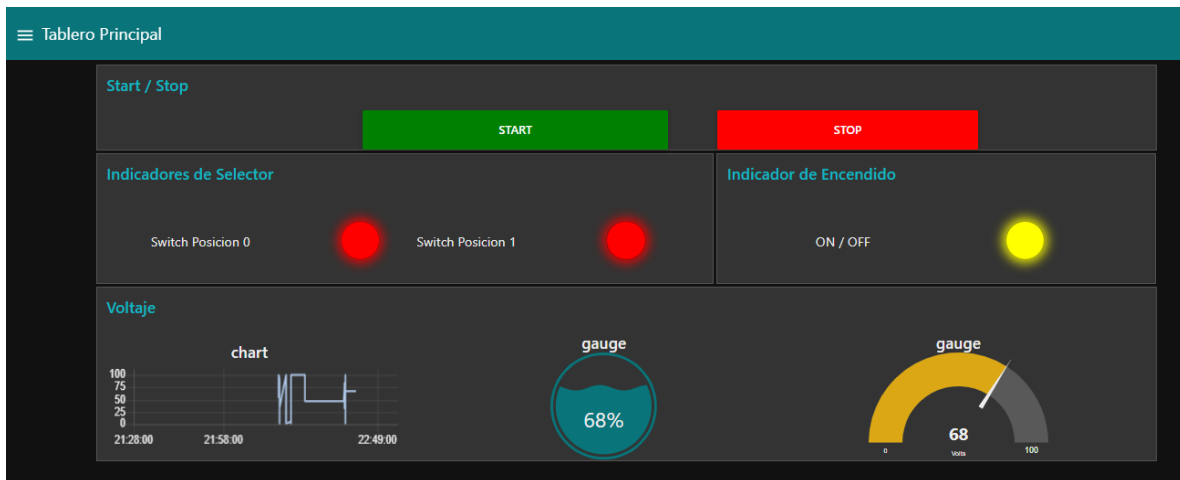 Tablero Principal
Start / Stop
START
STOP
Indicadores de Selector
Switch Posicion 0
Switch Posicion 1
Indicador de Encendido
ON / OFF
Voltaje
chart
100
75
50
25
0
21:28:00
21:58:00
22:49:00
gauge
68%
gauge
68
Volts
0
100